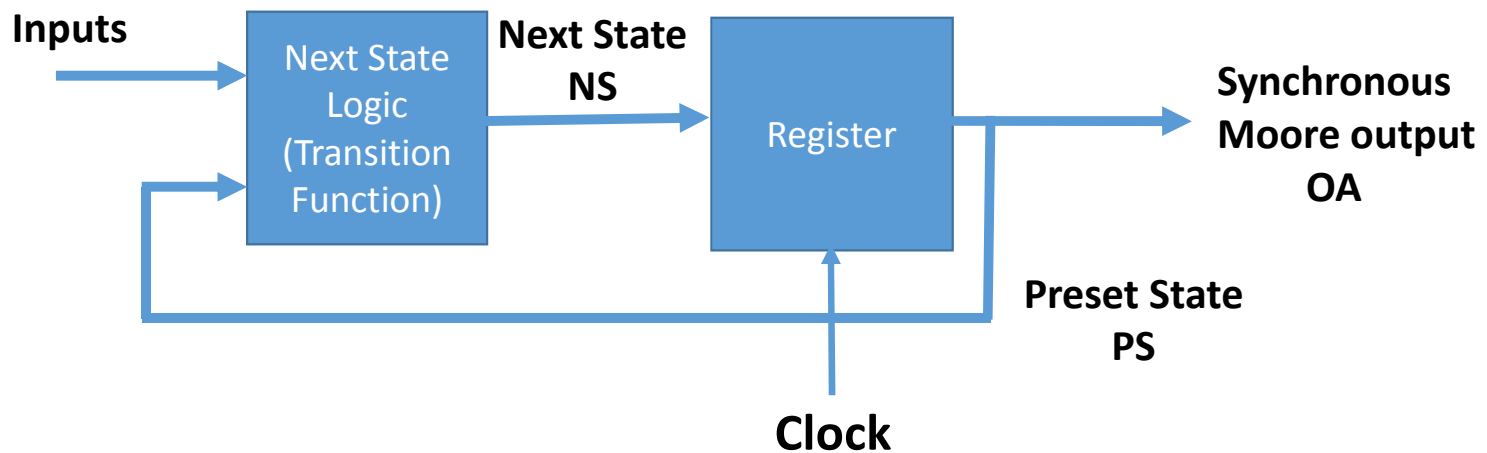 Inputs
Next State
Logic
(Transition
Function)
Next State
NS
Register
Synchronous
Moore output
OA
Preset State
PS
Clock